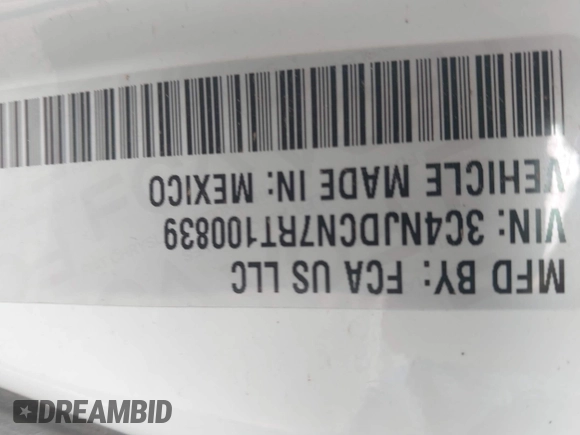 MFD BY: FCA US LLC
VIN: 3C4NJDCN7RT100839
VEHICLE MADE IN: MEXICO
DREAMBID